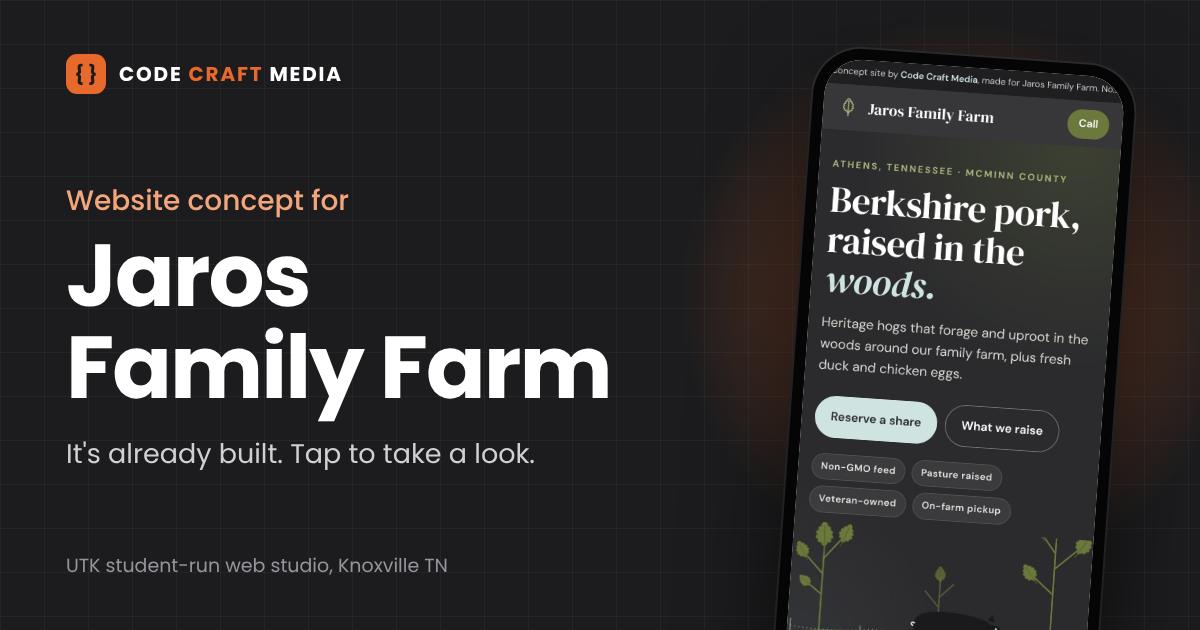 { } CODE CRAFT MEDIA
Website concept for
Jaros
Family Farm
It's already built. Tap to take a look.
UTK student-run web studio, Knoxville TN
concept site by Code Craft Media, made for Jaros Family Farm.
Jaros Family Farm
Call
ATHENS, TENNESSEE · MCMINN COUNTY
Berkshire pork,
raised in the
woods.
Heritage hogs that forage and uproot in the
woods around our family farm, plus fresh
duck and chicken eggs.
Reserve a share
What we raise
Non-GMO feed
Pasture raised
Veteran-owned
On-farm pickup